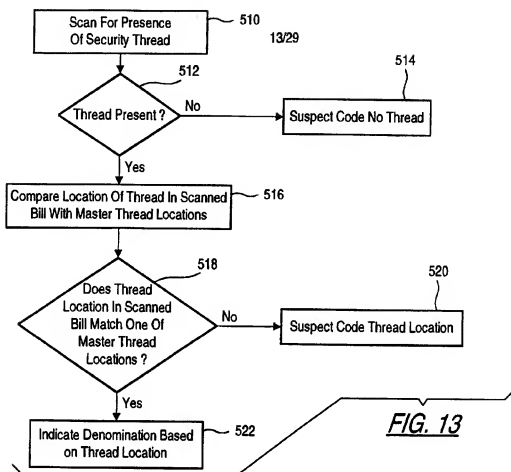 Scan For Presence
Of Security Thread
510
13/29
512
Thread Present ?
No
514
Suspect Code No Thread
Yes
Compare Location Of Thread In Scanned
Bill With Master Thread Locations
516
518
Does Thread
Location In Scanned
Bill Match One Of
Master Thread
Locations ?
No
520
Suspect Code Thread Location
Yes
Indicate Denomination Based
on Thread Location
522
FIG. 13